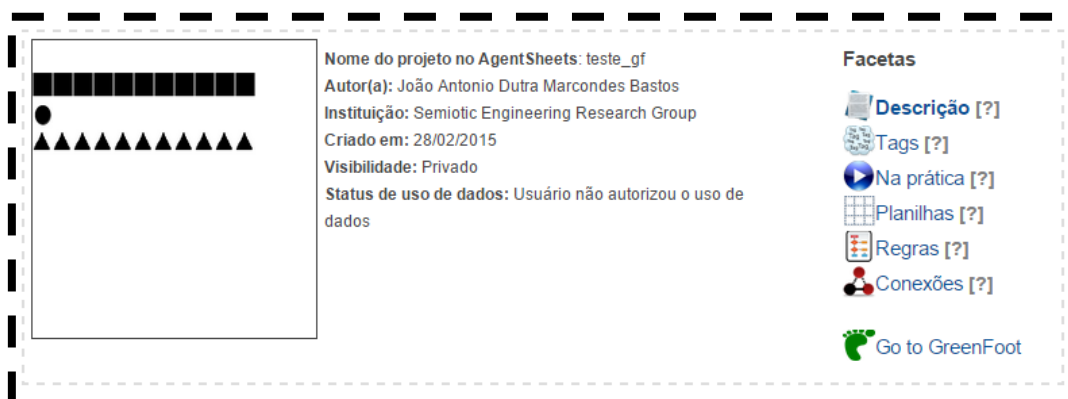 Nome do projeto no AgentSheets: teste_gf
Autor(a): João Antonio Dutra Marcondes Bastos
Instituição: Semiotic Engineering Research Group
Criado em: 28/02/2015
Visibilidade: Privado
Status de uso de dados: Usuário não autorizou o uso de
dados
Facetas
Descrição [?]
Tags [?]
Na prática [?]
Planilhas [?]
Regras [?]
Conexões [?]
Go to GreenFoot